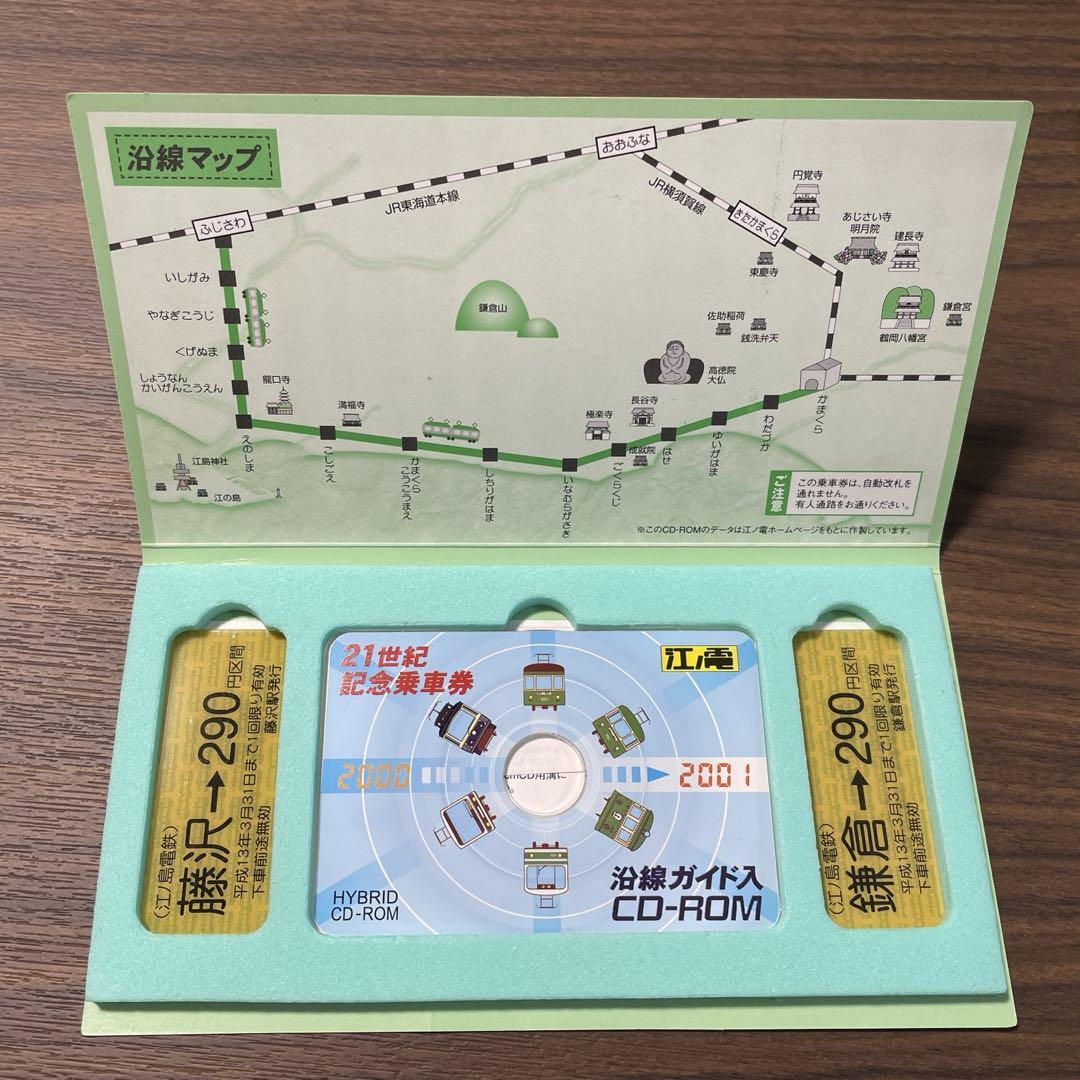 沿線マップ
おおふな
JR東海道本線
JR横須賀線
ふじさわ
きたかまくら
円覚寺
あじさい寺
明月院
建長寺
東慶寺
いしがみ
やなぎこうじ
くげぬま
しょうなん
かいがんこうえん
鎌倉山
佐助稲荷
銭洗弁天
鎌倉宮
鶴岡八幡宮
高徳院
大仏
龍口寺
満福寺
極楽寺
長谷寺
成就院
江島神社
江の島
えのしま
こしごえ
かまくら
こうこうまえ
しちりがはま
いなむらがさき
ごくらくじ
はせ
ゆいがはま
わだづか
かまくら
ご注意
この乗車券は、自動改札を
通れません。
有人通路をお通りください。
※このCD-ROMのデータは江ノ電ホームページをもとに作製しています。
(江ノ島電鉄)
藤沢→290円区間
平成13年3月31日まで1回限り有効
下車前途無効
藤沢駅発行
21世紀
記念乗車券
江ノ電
2000
2001
cmCD用溝に
HYBRID
CD-ROM
沿線ガイド入
CD-ROM
(江ノ島電鉄)
鎌倉→290円区間
平成13年3月31日まで1回限り有効
下車前途無効
鎌倉駅発行